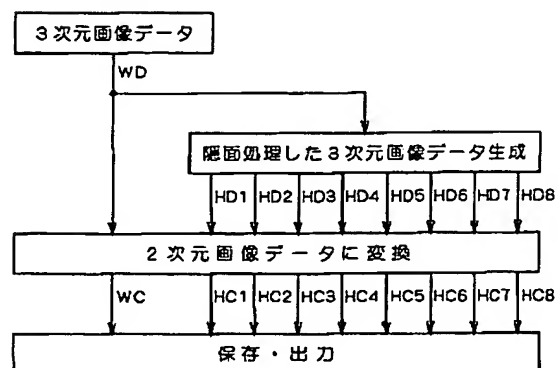 3次元画像データ
WD
隠面処理した3次元画像データ生成
HD1 HD2 HD3 HD4 HD5 HD6 HD7 HD8
2次元画像データに変換
WC HC1 HC2 HC3 HC4 HC5 HC6 HC7 HC8
保存・出力